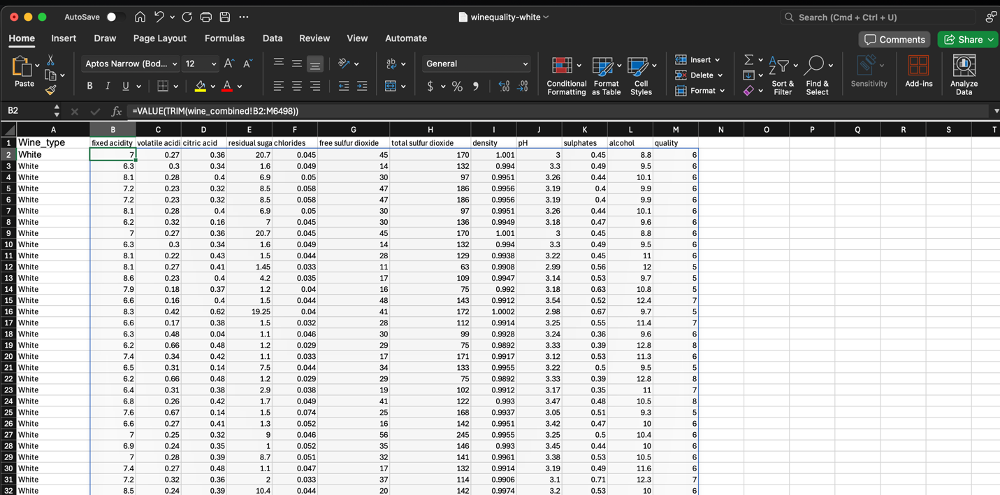 AutoSave winequality-white Search (Cmd + Ctrl + U)
Home Insert Draw Page Layout Formulas Data Review View Automate Comments Share
Paste Aptos Narrow (Bod... 12 A A ab General Conditional Formatting Format as Table Cell Styles Insert Delete Format Sort & Filter Find & Select Sensitivity Add-ins Analyze Data
B I U A $ % 9 .00 .00
B2 fx =VALUE(TRIM(wine_combined!B2:M6498))
A B C D E F G H I J K L M N O P Q R S T
1 Wine_type fixed acidity volatile acidi citric acid residual suga chlorides free sulfur dioxide total sulfur dioxide density pH sulphates alcohol quality
2 White 7 0.27 0.36 20.7 0.045 45 170 1.001 3 0.45 8.8 6
3 White 6.3 0.3 0.34 1.6 0.049 14 132 0.994 3.3 0.49 9.5 6
4 White 8.1 0.28 0.4 6.9 0.05 30 97 0.9951 3.26 0.44 10.1 6
5 White 7.2 0.23 0.32 8.5 0.058 47 186 0.9956 3.19 0.4 9.9 6
6 White 7.2 0.23 0.32 8.5 0.058 47 186 0.9956 3.19 0.4 9.9 6
7 White 8.1 0.28 0.4 6.9 0.05 30 97 0.9951 3.26 0.44 10.1 6
8 White 6.2 0.32 0.16 7 0.045 30 136 0.9949 3.18 0.47 9.6 6
9 White 7 0.27 0.36 20.7 0.045 45 170 1.001 3 0.45 8.8 6
10 White 6.3 0.3 0.34 1.6 0.049 14 132 0.994 3.3 0.49 9.5 6
11 White 8.1 0.22 0.43 1.5 0.044 28 129 0.9938 3.22 0.45 11 6
12 White 8.1 0.27 0.41 1.45 0.033 11 63 0.9908 2.99 0.56 12 5
13 White 8.6 0.23 0.4 4.2 0.035 17 109 0.9947 3.14 0.53 9.7 5
14 White 7.9 0.18 0.37 1.2 0.04 16 75 0.992 3.18 0.63 10.8 5
15 White 6.6 0.16 0.4 1.5 0.044 48 143 0.9912 3.54 0.52 12.4 7
16 White 8.3 0.42 0.62 19.25 0.04 41 172 1.0002 2.98 0.67 9.7 5
17 White 6.6 0.17 0.38 1.5 0.032 28 112 0.9914 3.25 0.55 11.4 7
18 White 6.3 0.48 0.04 1.1 0.046 30 99 0.9928 3.24 0.36 9.6 6
19 White 6.2 0.66 0.48 1.2 0.029 29 75 0.9892 3.33 0.39 12.8 8
20 White 7.4 0.34 0.42 1.1 0.033 17 171 0.9917 3.12 0.53 11.3 6
21 White 6.5 0.31 0.14 7.5 0.044 34 133 0.9955 3.22 0.5 9.5 5
22 White 6.2 0.66 0.48 1.2 0.029 29 75 0.9892 3.33 0.39 12.8 8
23 White 6.4 0.31 0.38 2.9 0.038 19 102 0.9912 3.17 0.35 11 7
24 White 6.8 0.26 0.42 1.7 0.049 41 122 0.993 3.47 0.48 10.5 8
25 White 7.6 0.67 0.14 1.5 0.074 25 168 0.9937 3.05 0.51 9.3 5
26 White 6.6 0.27 0.41 1.3 0.052 16 142 0.9951 3.42 0.47 10 6
27 White 7 0.25 0.32 9 0.046 56 245 0.9955 3.25 0.5 10.4 6
28 White 6.9 0.24 0.35 1 0.052 35 146 0.993 3.45 0.44 10 6
29 White 7 0.28 0.39 8.7 0.051 32 141 0.9961 3.38 0.53 10.5 6
30 White 7.4 0.27 0.48 1.1 0.047 17 132 0.9914 3.19 0.49 11.6 6
31 White 7.2 0.32 0.36 2 0.033 37 114 0.9906 3.1 0.71 12.3 7
32 White 8.5 0.24 0.39 10.4 0.044 20 142 0.9974 3.2 0.53 10 6